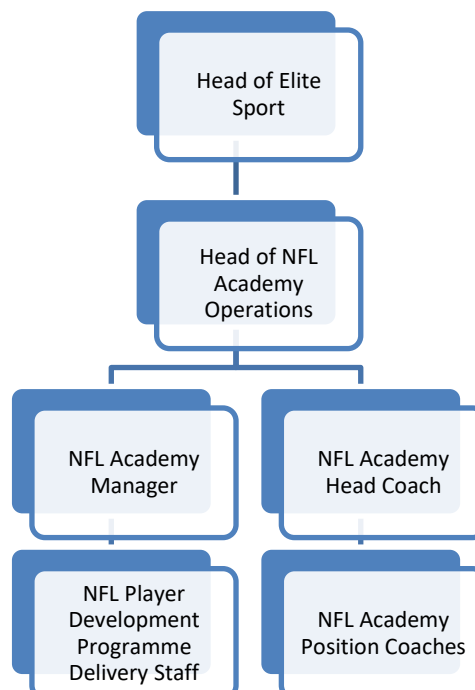 Head of Elite
Sport
Head of NFL
Academy
Operations
NFL Academy
Manager
NFL Academy
Head Coach
NFL Player
Development
Programme
Delivery Staff
NFL Academy
Position Coaches